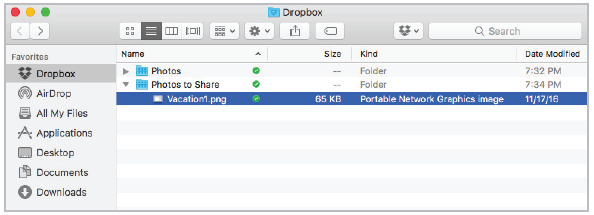 Dropbox
Search
Favorites
Dropbox
AirDrop
All My Files
Applications
Desktop
Documents
Downloads
Name Size Kind Date Modified
Photos -- Folder 7:32 PM
Photos to Share -- Folder 7:34 PM
Vacation1.png 65 KB Portable Network Graphics image 11/17/16